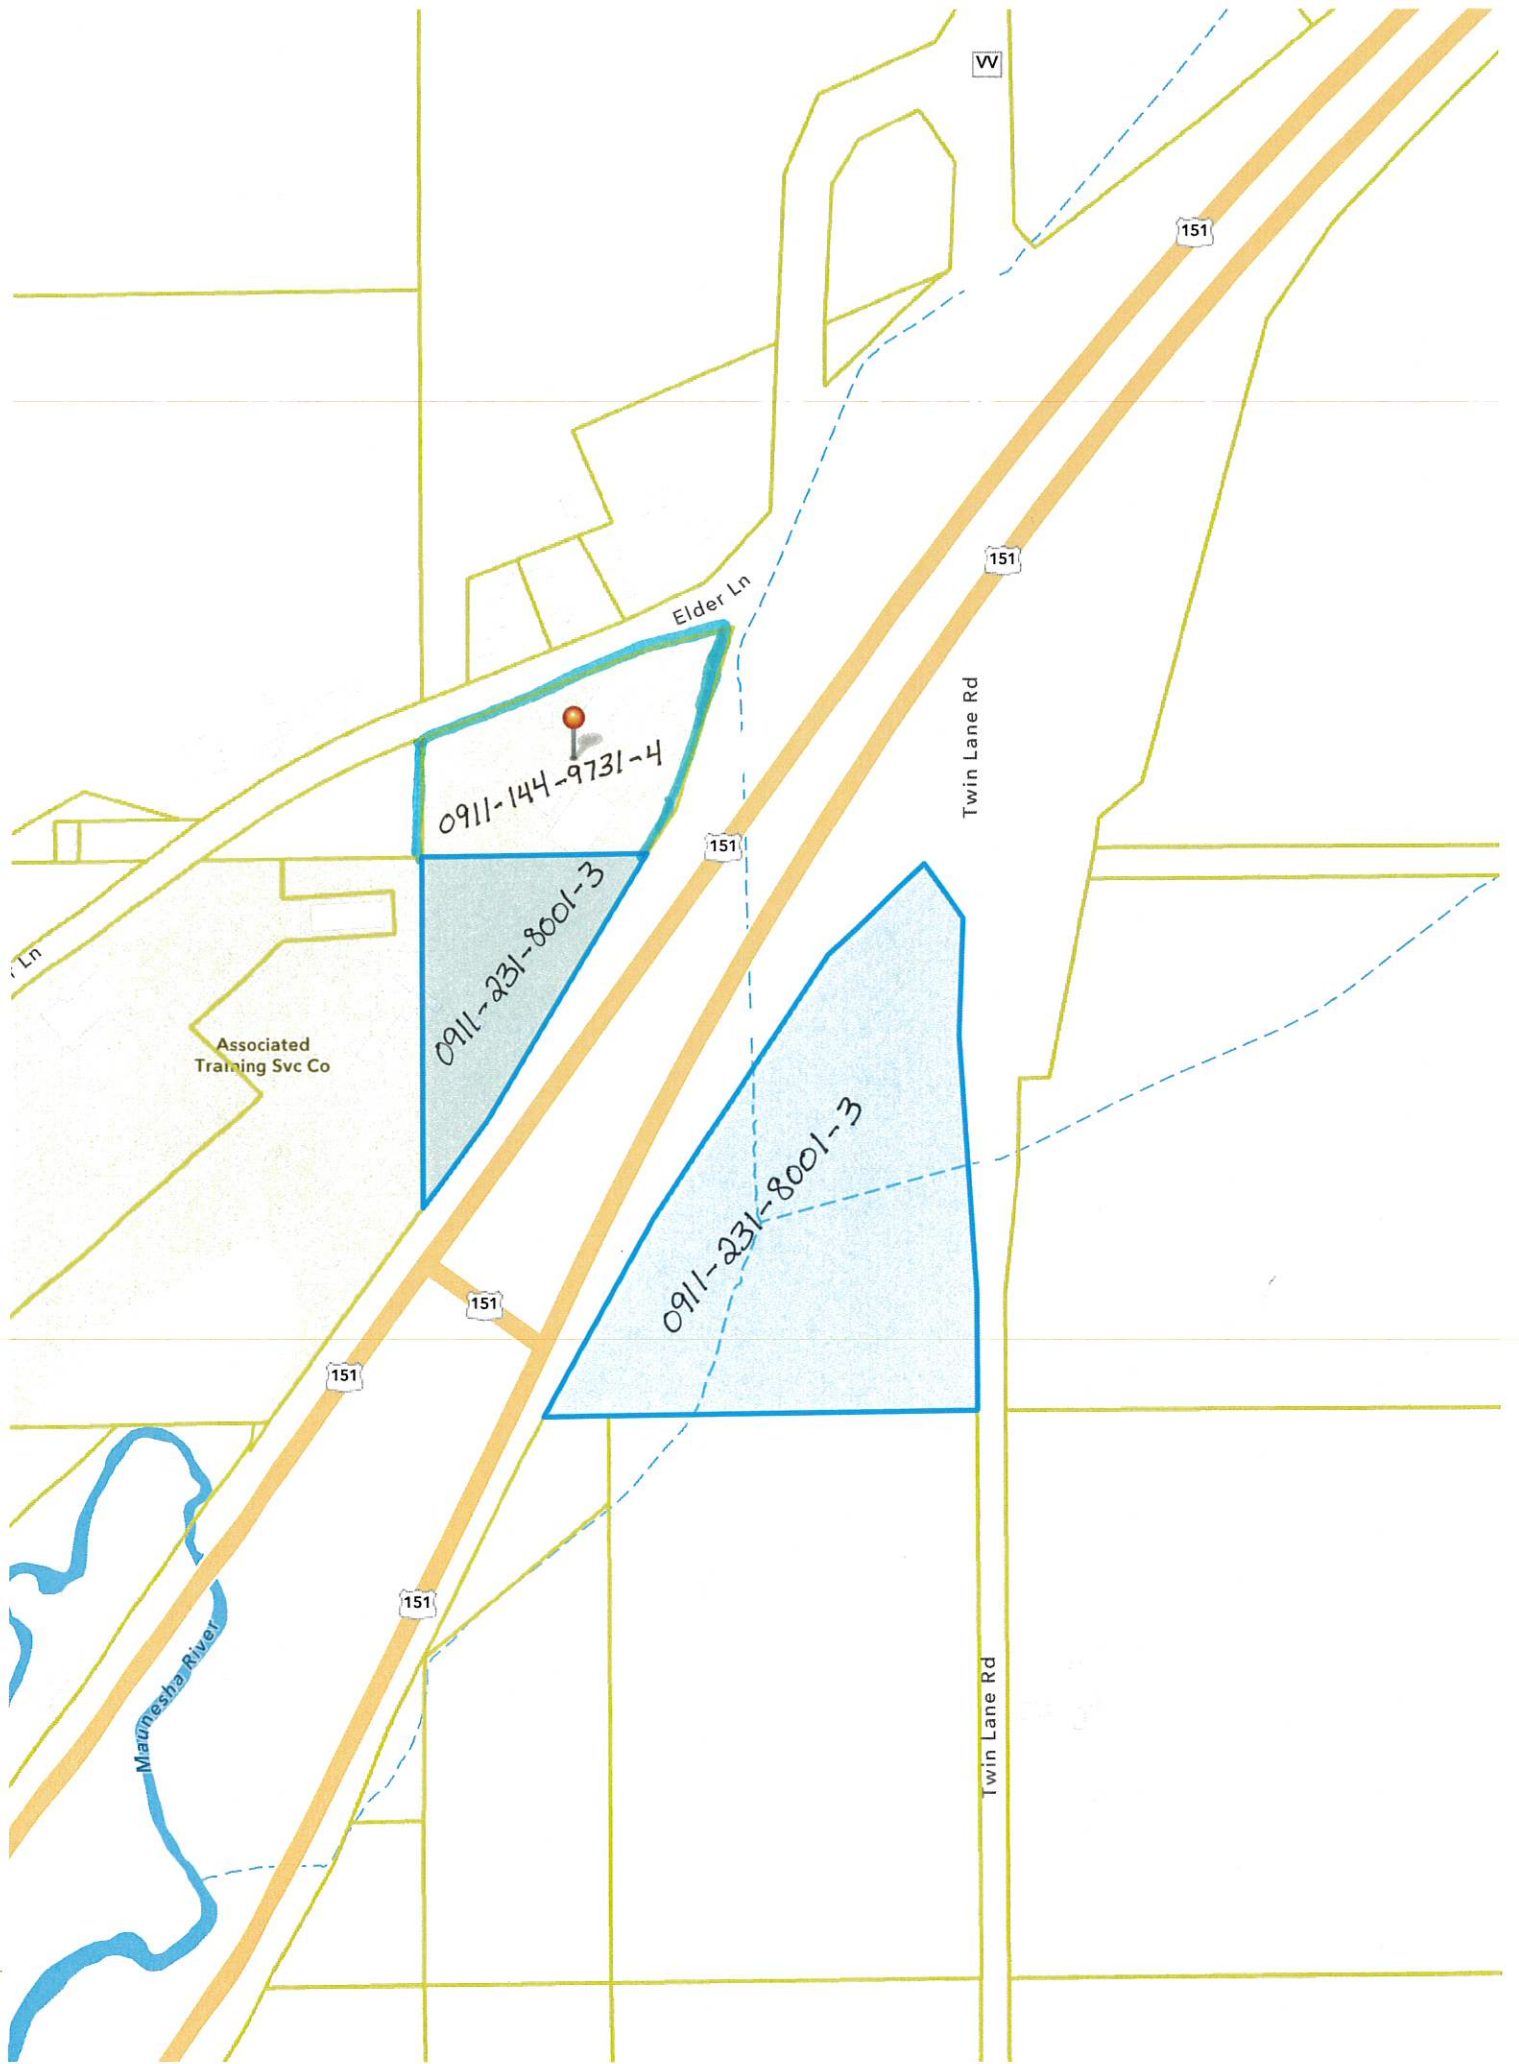 VV
151
151
Elder Ln
Twin Lane Rd
0911-144-9731-4
151
0911-231-8001-3
Ln
Associated
Training Svc Co
0911-231-8001-3
151
151
151
Maunesha River
Twin Lane Rd